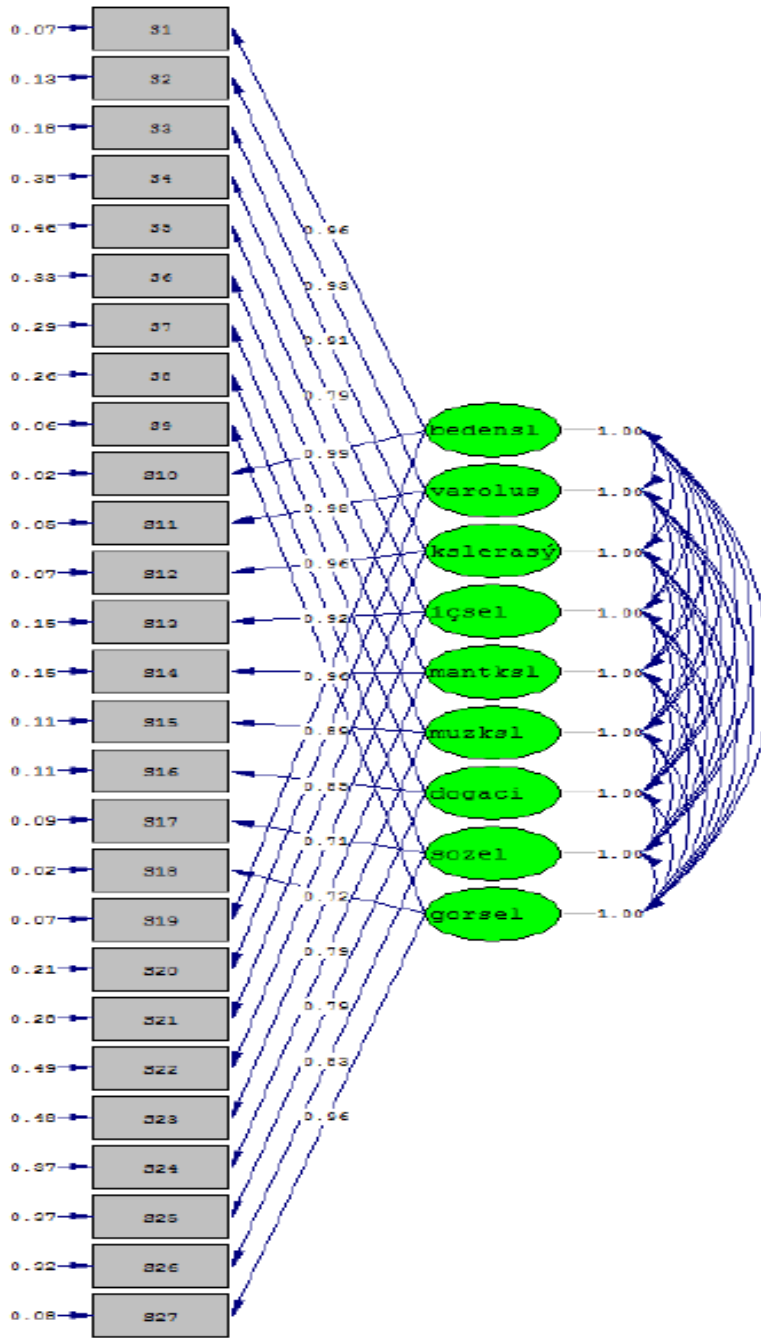 0.07 S1
0.13 S2
0.18 S3
0.38 S4
0.46 S5
0.33 S6
0.29 S7
0.26 S8
0.06 S9
0.02 S10
0.05 S11
0.07 S12
0.15 S13
0.15 S14
0.11 S15
0.11 S16
0.09 S17
0.02 S18
0.07 S19
0.21 S20
0.28 S21
0.49 S22
0.48 S23
0.37 S24
0.37 S25
0.32 S26
0.08 S27
0.96
0.93
0.91
0.79
0.99
0.98
0.96
0.92
0.89
0.85
0.71
0.72
0.79
0.79
0.83
0.96
bedensl 1.00
varolus 1.00
kslerasý 1.00
içsel 1.00
mantksl 1.00
muzksl 1.00
dogaci 1.00
sozel 1.00
gorsel 1.00